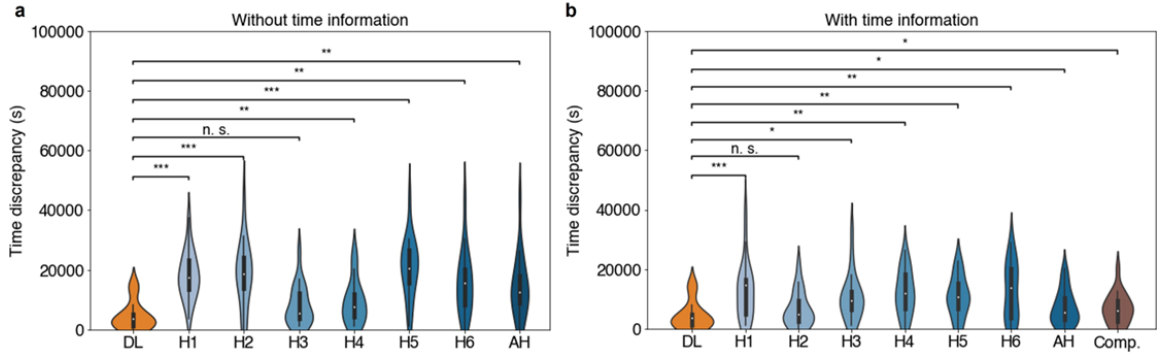 a
Without time information
Time discrepancy (s)
100000
80000
60000
40000
20000
0
**
**
***
**
n. s.
***
***
DL H1 H2 H3 H4 H5 H6 AH
b
With time information
Time discrepancy (s)
100000
80000
60000
40000
20000
0
*
*
**
**
**
*
n. s.
***
DL H1 H2 H3 H4 H5 H6 AH Comp.